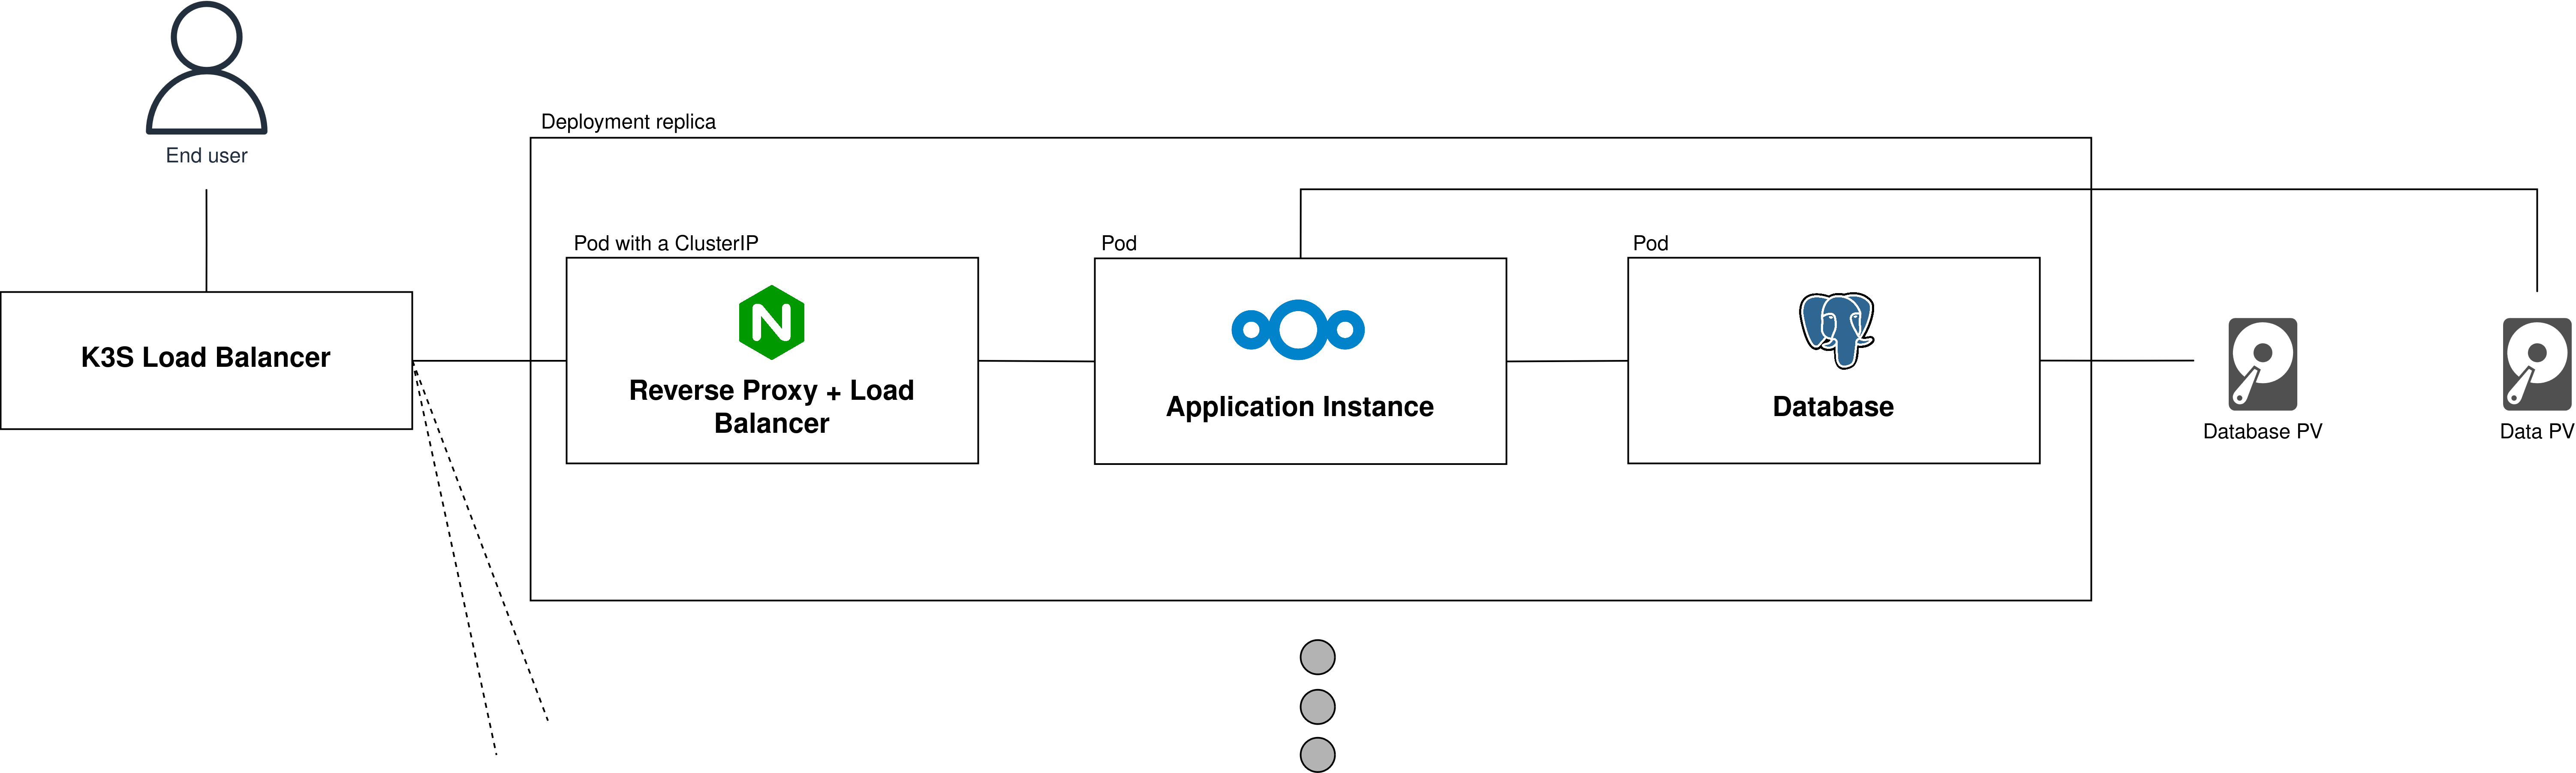 End user
Deployment replica
Pod with a ClusterIP
Pod
Pod
K3S Load Balancer
Reverse Proxy + Load
Balancer
Application Instance
Database
Database PV
Data PV